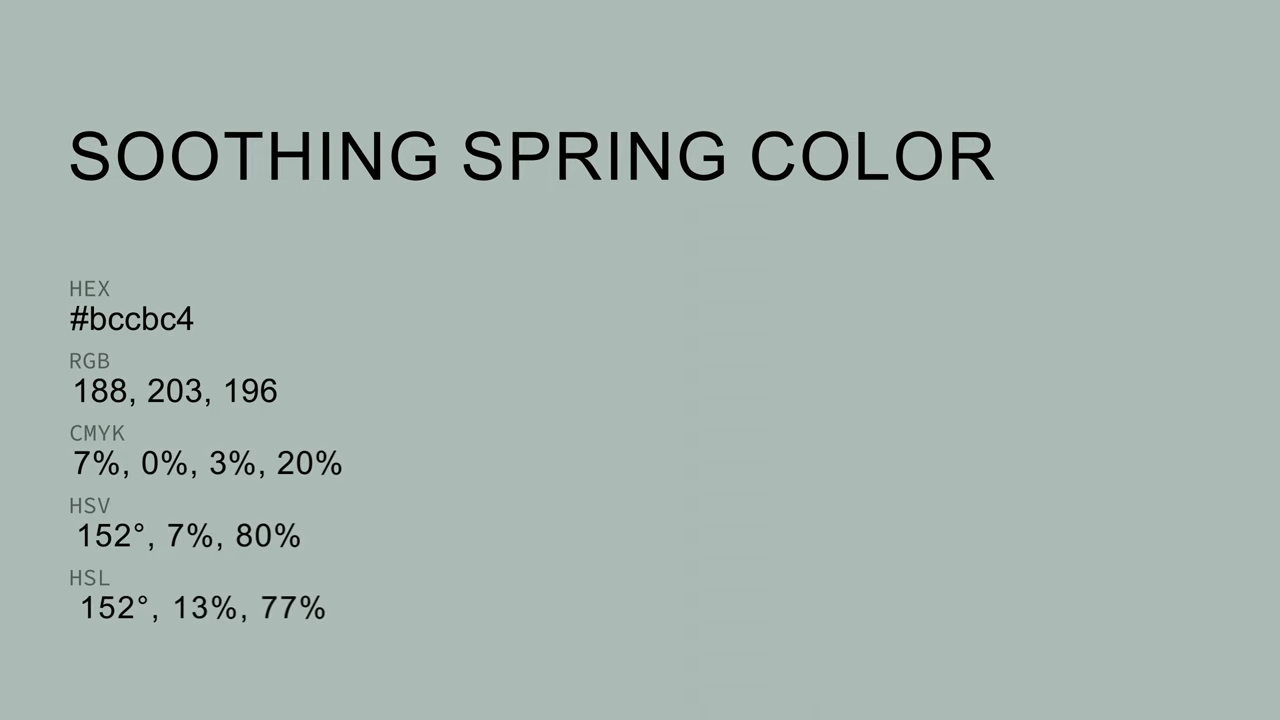 SOOTHING SPRING COLOR
HEX
#bccbc4
RGB
188, 203, 196
CMYK
7%, 0%, 3%, 20%
HSV
152°, 7%, 80%
HSL
152°, 13%, 77%